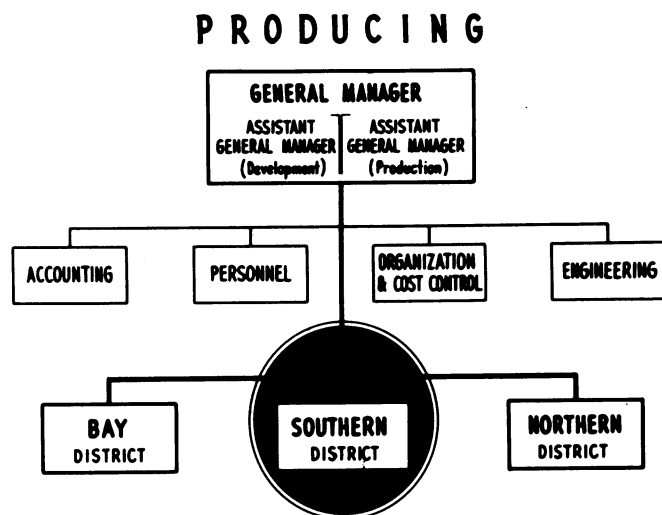 PRODUCING
GENERAL MANAGER
ASSISTANT
GENERAL MANAGER
(Development)
ASSISTANT
GENERAL MANAGER
(Production)
ACCOUNTING
PERSONNEL
ORGANIZATION
& COST CONTROL
ENGINEERING
BAY
DISTRICT
SOUTHERN
DISTRICT
NORTHERN
DISTRICT